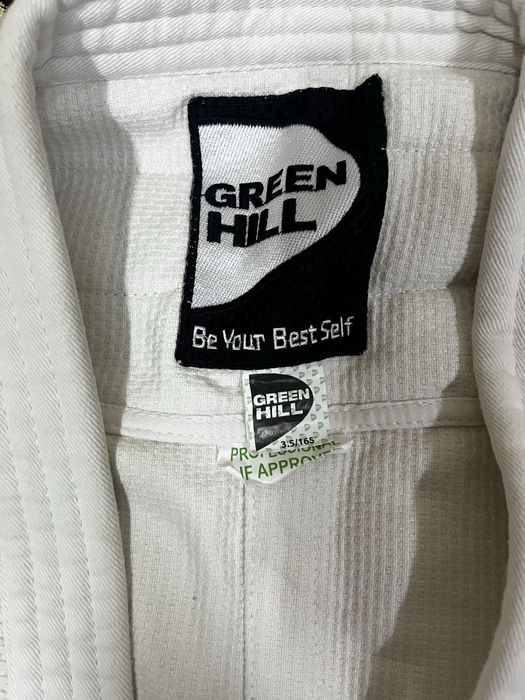 GREEN
HILL
Be Your Best Self
GREEN
HILL
3.5/165
PROFESSIONAL
IF APPROVED